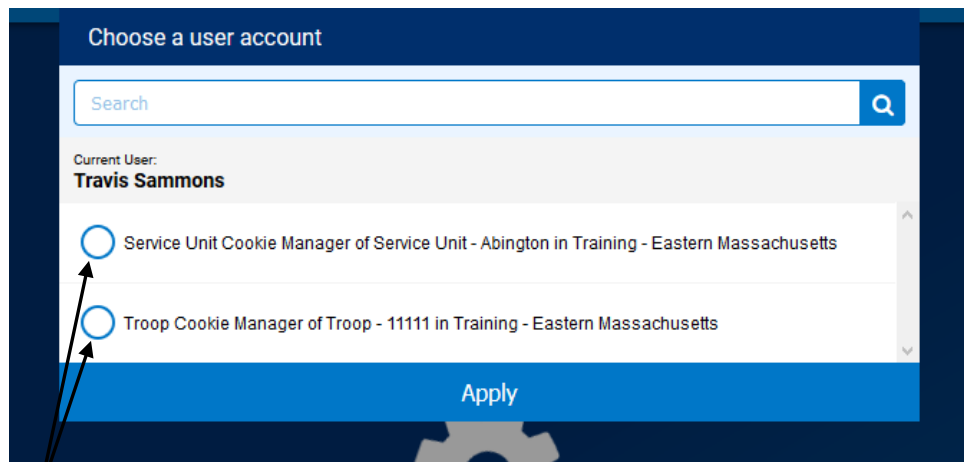 Choose a user account
Search
Current User:
Travis Sammons
Service Unit Cookie Manager of Service Unit - Abington in Training - Eastern Massachusetts
Troop Cookie Manager of Troop - 11111 in Training - Eastern Massachusetts
Apply